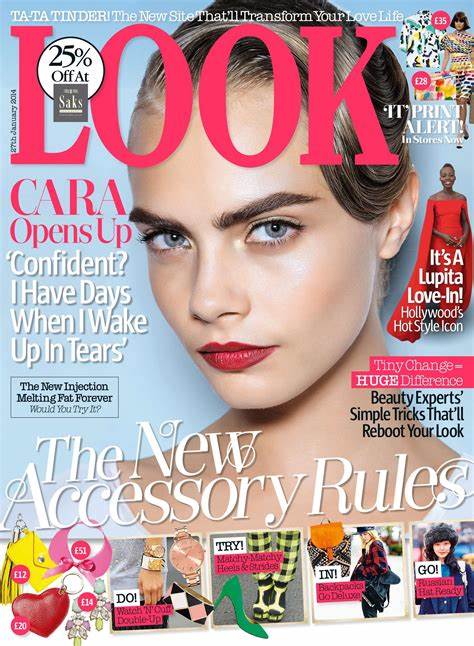 TA-TA TINDER! The New Site That'll Transform Your Love Life
LOOK
25%
Off At
Saks
27th January 2014
£35
£28
'IT' PRINT
ALERT!
In Stores Now
CARA
Opens Up
'Confident?
I Have Days
When I Wake
Up In Tears'
It's A
Lupita
Love-In!
Hollywood's
Hot Style Icon
The New Injection
Melting Fat Forever
Would You Try It?
Tiny Change =
HUGE Difference
Beauty Experts'
Simple Tricks That'll
Reboot Your Look
The New
Accessory Rules
£12
£51
£14
£20
DO!
Watch 'N' Cuff
Double-Up
TRY!
Matchy-Matchy
Heels & Strides
IN!
Backpacks
Go Deluxe
GO!
Russian
Hat Ready